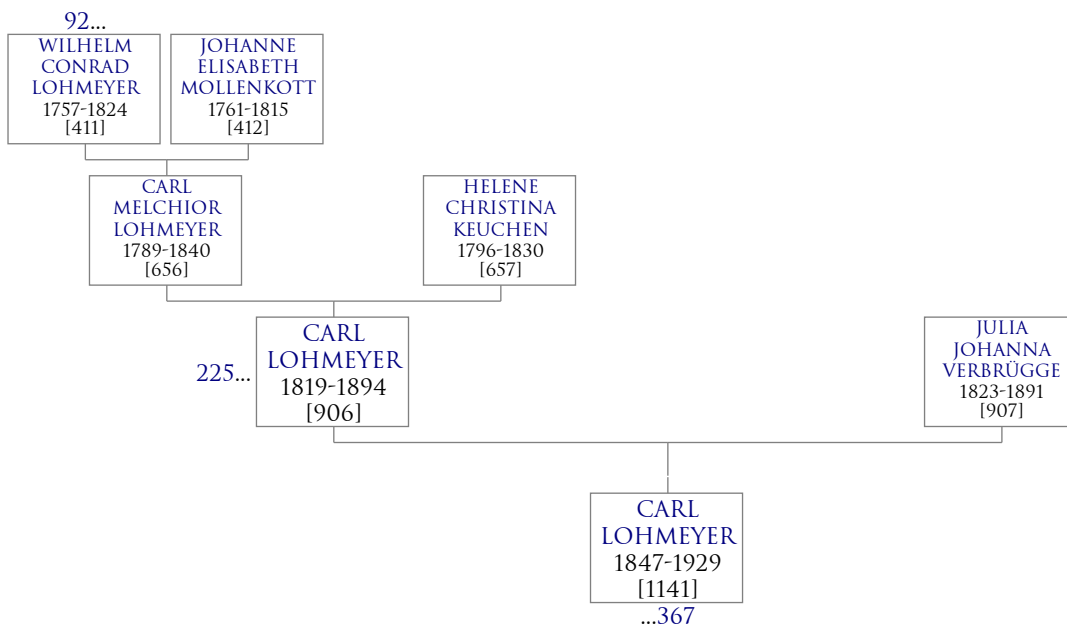 92...
WILHELM
CONRAD
LOHMEYER
1757-1824
[411]
JOHANNE
ELISABETH
MOLLENKOTT
1761-1815
[412]
CARL
MELCHIOR
LOHMEYER
1789-1840
[656]
HELENE
CHRISTINA
KEUCHEN
1796-1830
[657]
225...
CARL
LOHMEYER
1819-1894
[906]
JULIA
JOHANNA
VERBRÜGGE
1823-1891
[907]
CARL
LOHMEYER
1847-1929
[1141]
...367